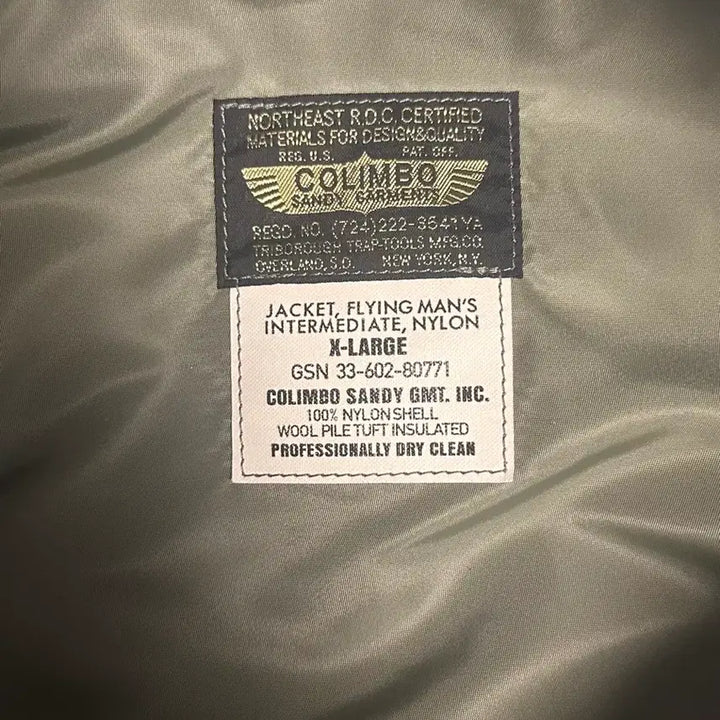 NORTHEAST R.D.C. CERTIFIED
MATERIALS FOR DESIGN&QUALITY
REG. U.S. PAT. OFF.
COLIMBO
SANDY GARMENTS
REGD. NO. (724)222-3541YA
TRIBOROUGH TRAP-TOOLS MFG.CO.
OVERLAND, S.O. NEW YORK, N.Y.
JACKET, FLYING MAN'S
INTERMEDIATE, NYLON
X-LARGE
GSN 33-602-80771
COLIMBO SANDY GMT. INC.
100% NYLON SHELL
WOOL PILE TUFT INSULATED
PROFESSIONALLY DRY CLEAN